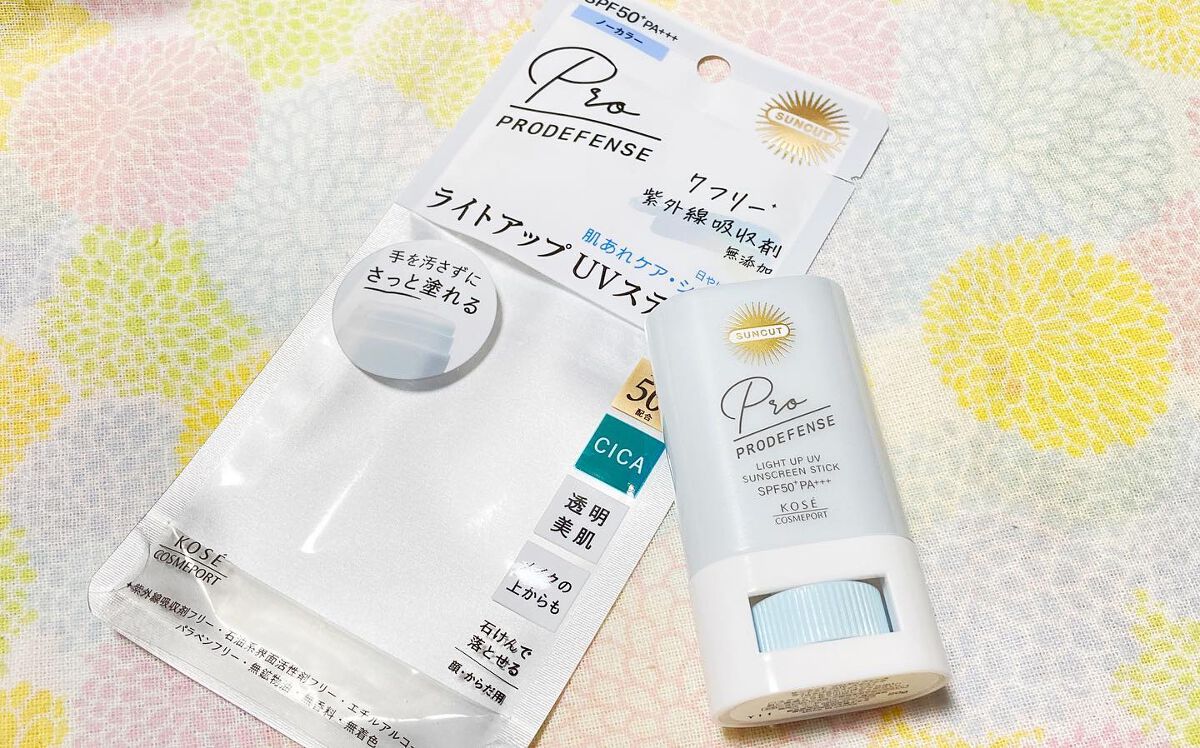 SPF50+PA+++
ノーカラー
Pro
PRODEFENSE
SUNCUT
7フリー+
紫外線吸収剤
無添加
肌あれケア・シ
日や
ライトアップ UVス
手を汚さずに
さっと塗れる
50
配合
CICA
透明
美肌
メイクの
上からも
石けんで
落とせる
顔・からだ用
KOSÉ
COSMEPORT
+紫外線吸収剤フリー・石油系界面活性剤フリー・エチルアルコー
パラベンフリー・無鉱物油・無香料・無着色
SUNCUT
Pro
PRODEFENSE
LIGHT UP UV
SUNSCREEN STICK
SPF50+PA+++
KOSÉ
COSMEPORT